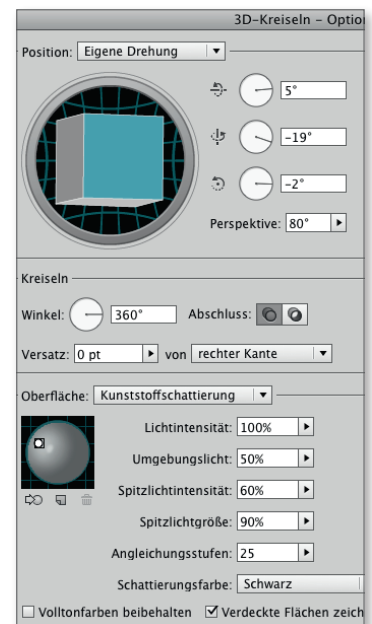 3D-Kreiseln – Optio
Position: Eigene Drehung
5°
-19°
-2°
Perspektive: 80°
Kreiseln
Winkel: 360° Abschluss:
Versatz: 0 pt von rechter Kante
Oberfläche: Kunststoffschattierung
Lichtintensität: 100%
Umgebungslicht: 50%
Spitzlichtintensität: 60%
Spitzlichtgröße: 90%
Angleichungsstufen: 25
Schattierungsfarbe: Schwarz
Volltonfarben beibehalten Verdeckte Flächen zeich